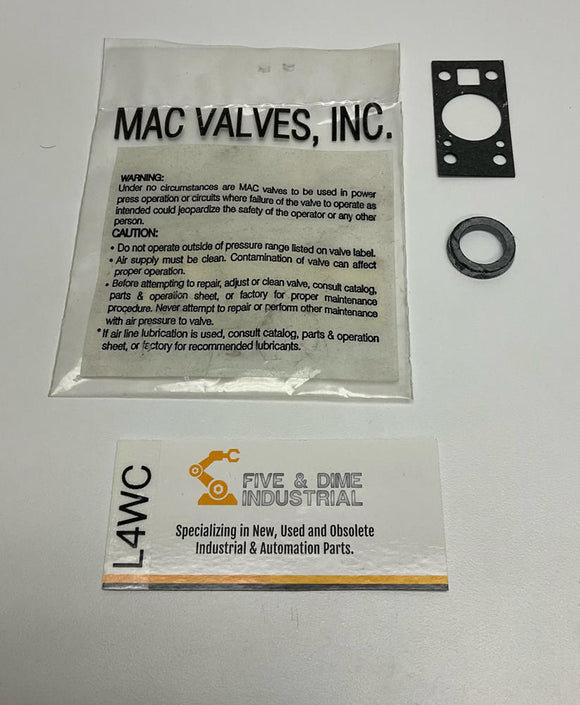 MAC VALVES, INC.
WARNING:
Under no circumstances are MAC valves to be used in power
press operation or circuits where failure of the valve to operate as
intended could jeopardize the safety of the operator or any other
person.
CAUTION:
• Do not operate outside of pressure range listed on valve label.
• Air supply must be clean. Contamination of valve can affect
proper operation.
• Before attempting to repair, adjust or clean valve, consult catalog,
parts & operation sheet, or factory for proper maintenance
procedure. Never attempt to repair or perform other maintenance
with air pressure to valve.
* If air line lubrication is used, consult catalog, parts & operation
sheet, or factory for recommended lubricants.
L4WC
FIVE & DIME
INDUSTRIAL
Specializing in New, Used and Obsolete
Industrial & Automation Parts.